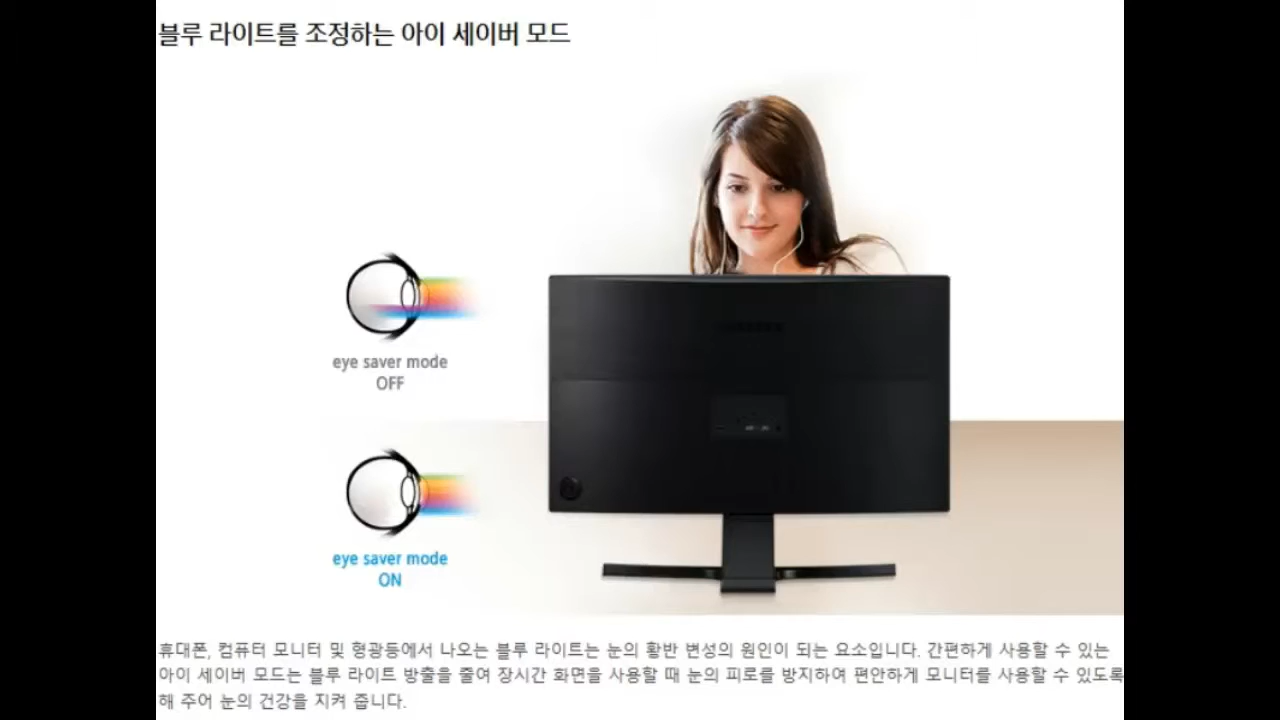 블루 라이트를 조정하는 아이 세이버 모드
eye saver mode
OFF
eye saver mode
ON
휴대폰, 컴퓨터 모니터 및 형광등에서 나오는 블루 라이트는 눈의 황반 변성의 원인이 되는 요소입니다. 간편하게 사용할 수 있는
아이 세이버 모드는 블루 라이트 방출을 줄여 장시간 화면을 사용할 때 눈의 피로를 방지하여 편안하게 모니터를 사용할 수 있도록
해 주어 눈의 건강을 지켜 줍니다.